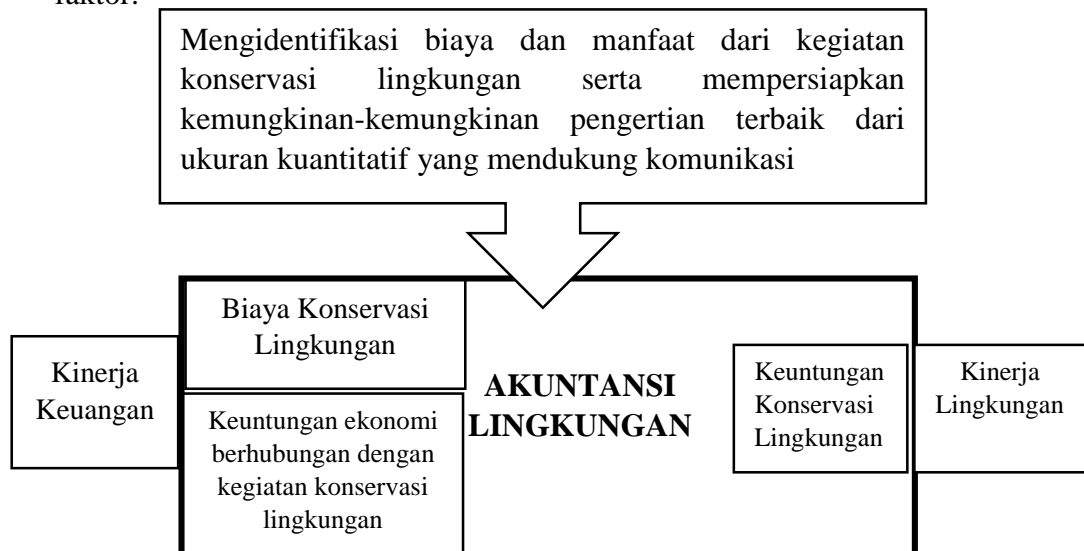 faktor.
Mengidentifikasi biaya dan manfaat dari kegiatan
konservasi lingkungan serta mempersiapkan
kemungkinan-kemungkinan pengertian terbaik dari
ukuran kuantitatif yang mendukung komunikasi
Biaya Konservasi
Lingkungan
Kinerja
Keuangan
Keuntungan ekonomi
berhubungan dengan
kegiatan konservasi
lingkungan
AKUNTANSI
LINGKUNGAN
Keuntungan
Konservasi
Lingkungan
Kinerja
Lingkungan